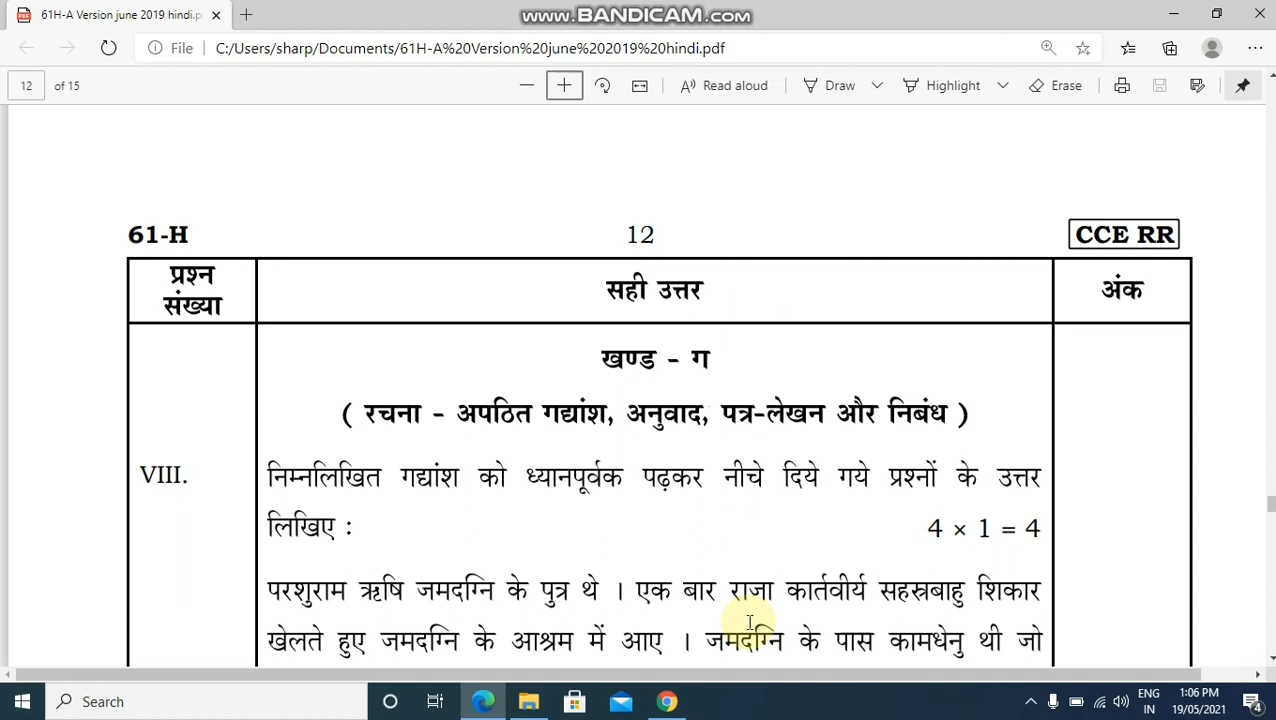 61H-A Version june 2019 hindi.pc
www.BANDICAM.com
File C:/Users/sharp/Documents/61H-A%20Version%20june%202019%20hindi.pdf
12 of 15
Read aloud Draw Highlight Erase
61-H 12 CCE RR
प्रश्न संख्या सही उत्तर अंक
खण्ड - ग
( रचना - अपठित गद्यांश, अनुवाद, पत्र-लेखन और निबंध )
VIII. निम्नलिखित गद्यांश को ध्यानपूर्वक पढ़कर नीचे दिये गये प्रश्नों के उत्तर
लिखिए : 4 × 1 = 4
परशुराम ऋषि जमदग्नि के पुत्र थे । एक बार राजा कार्तवीर्य सहस्रबाहु शिकार
खेलते हुए जमदग्नि के आश्रम में आए । जमदग्नि के पास कामधेनु थी जो
Search ENG 1:06 PM
IN 19/05/2021 4